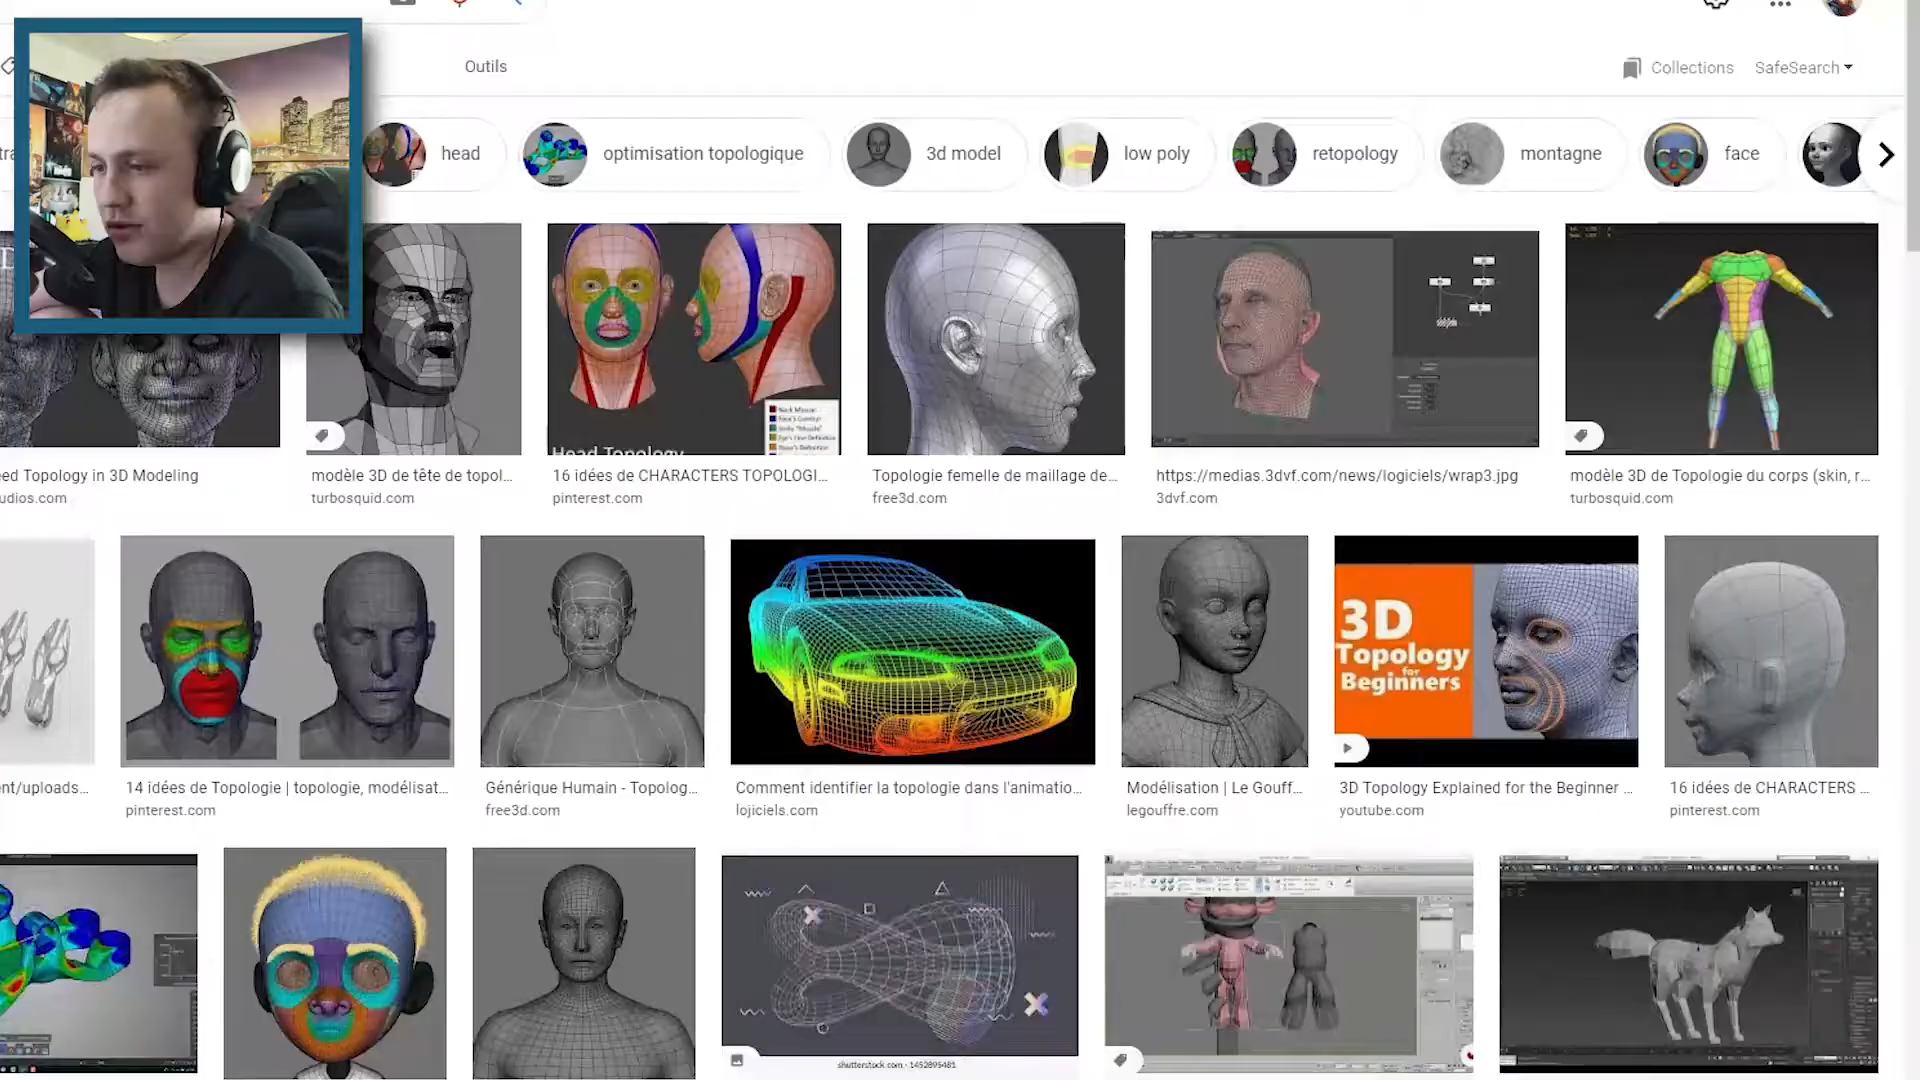 Outils
Collections
SafeSearch
head
optimisation topologique
3d model
low poly
retopology
montagne
face
Head Topology
ed Topology in 3D Modeling
udios.com
modèle 3D de tête de topol...
turbosquid.com
16 idées de CHARACTERS TOPOLOGI...
pinterest.com
Topologie femelle de maillage de...
free3d.com
https://medias.3dvf.com/news/logiciels/wrap3.jpg
3dvf.com
modèle 3D de Topologie du corps (skin, r...
turbosquid.com
3D
Topology
for
Beginners
nt/uploads...
14 idées de Topologie | topologie, modélisat...
pinterest.com
Générique Humain - Topolog...
free3d.com
Comment identifier la topologie dans l'animatio...
lojiciels.com
Modélisation | Le Gouff...
legouffre.com
3D Topology Explained for the Beginner ...
youtube.com
16 idées de CHARACTERS ...
pinterest.com
shutterstock.com · 1452895481